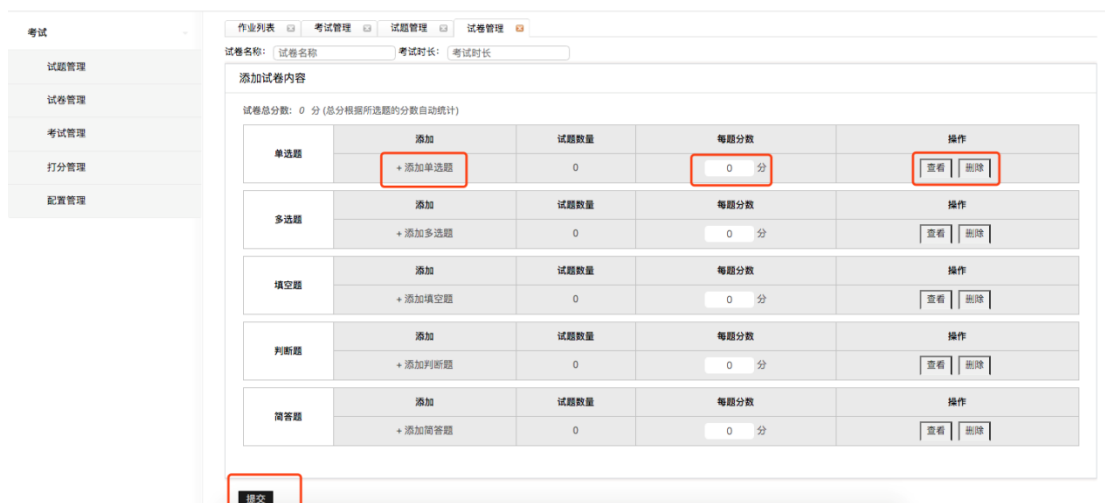 考试
试题管理
试卷管理
考试管理
打分管理
配置管理
作业列表 考试管理 试题管理 试卷管理
试卷名称： 试卷名称 考试时长： 考试时长
添加试卷内容
试卷总分数： 0 分 (总分根据所选题的分数自动统计)
单选题 添加 试题数量 每题分数 操作
+ 添加单选题 0 0 分 查看 删除
多选题 添加 试题数量 每题分数 操作
+ 添加多选题 0 0 分 查看 删除
填空题 添加 试题数量 每题分数 操作
+ 添加填空题 0 0 分 查看 删除
判断题 添加 试题数量 每题分数 操作
+ 添加判断题 0 0 分 查看 删除
简答题 添加 试题数量 每题分数 操作
+ 添加简答题 0 0 分 查看 删除
提交